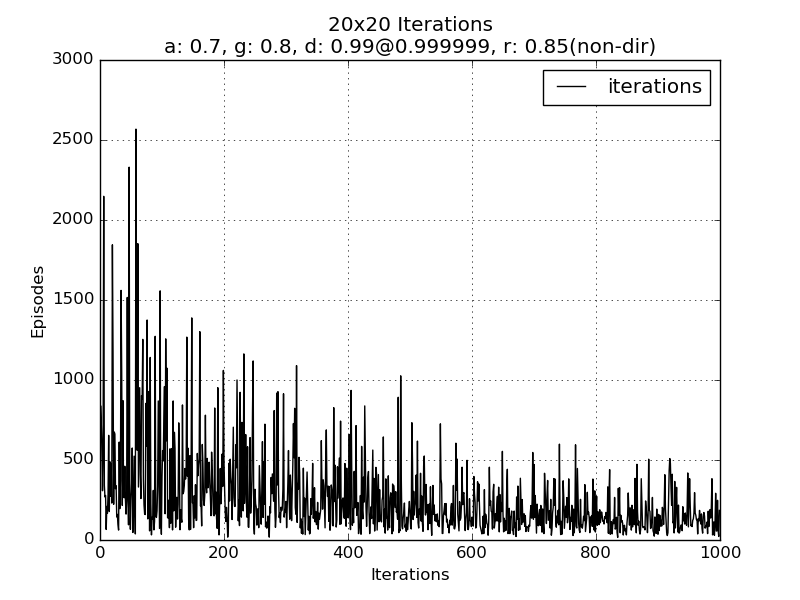 20x20 Iterations
a: 0.7, g: 0.8, d: 0.99@0.999999, r: 0.85(non-dir)
3000
iterations
2500
2000
Episodes
1500
1000
500
0
0 200 400 600 800 1000
Iterations